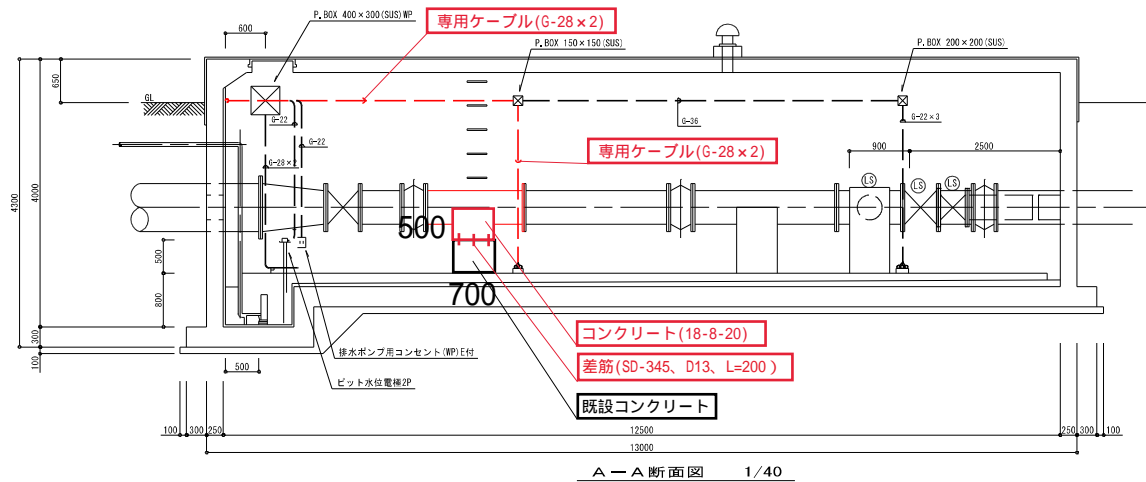 P.BOX 400×300(SUS)WP
専用ケーブル(G-28×2)
P.BOX 150×150(SUS)
P.BOX 200×200(SUS)
600
650
GL
G-22
G-22
G-28×2
G-36
G-22×3
専用ケーブル(G-28×2)
900
2500
LS
LS
LS
4300
4000
500
800
300
100
500
700
500
コンクリート(18-8-20)
差筋(SD-345、D13、L=200)
既設コンクリート
排水ポンプ用コンセント(WP)E付
ピット水位電極2P
100
300
250
12500
250
300
100
13000
A-A断面図 1/40